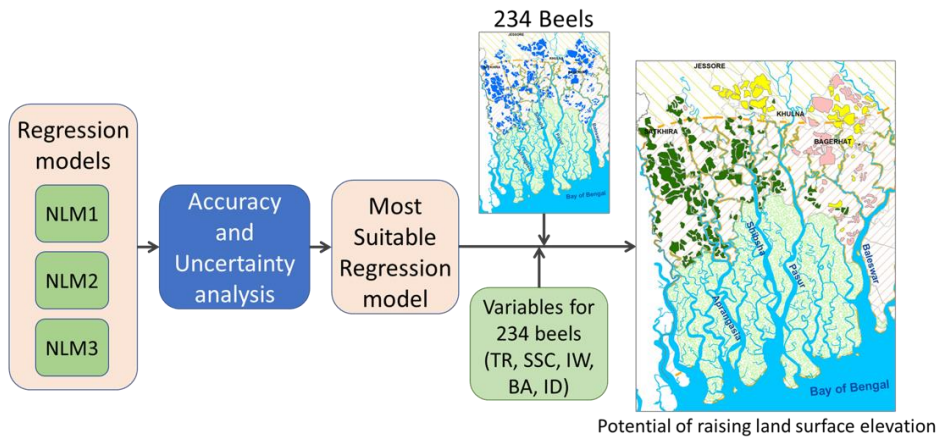 234 Beels
Regression
models
NLM1
NLM2
NLM3
Accuracy
and
Uncertainty
analysis
Most
Suitable
Regression
model
JESSORE
Bay of Bengal
Variables for
234 beels
(TR, SSC, IW,
BA, ID)
JESSORE
KHULNA
SATKHIRA
BAGERHAT
Shibsha
Pasur
Baleswar
Arpangasia
Bay of Bengal
Potential of raising land surface elevation